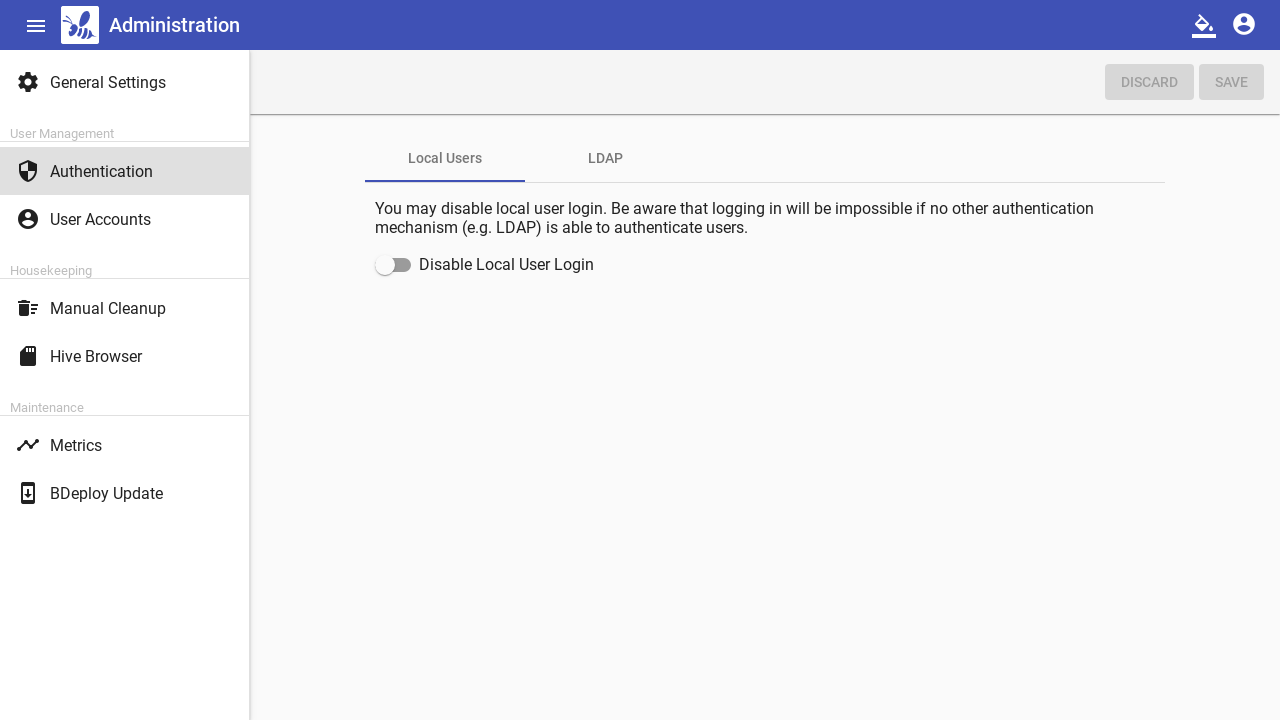 Administration
General Settings
User Management
Authentication
User Accounts
Housekeeping
Manual Cleanup
Hive Browser
Maintenance
Metrics
BDeploy Update
DISCARD
SAVE
Local Users
LDAP
You may disable local user login. Be aware that logging in will be impossible if no other authentication
mechanism (e.g. LDAP) is able to authenticate users.
Disable Local User Login